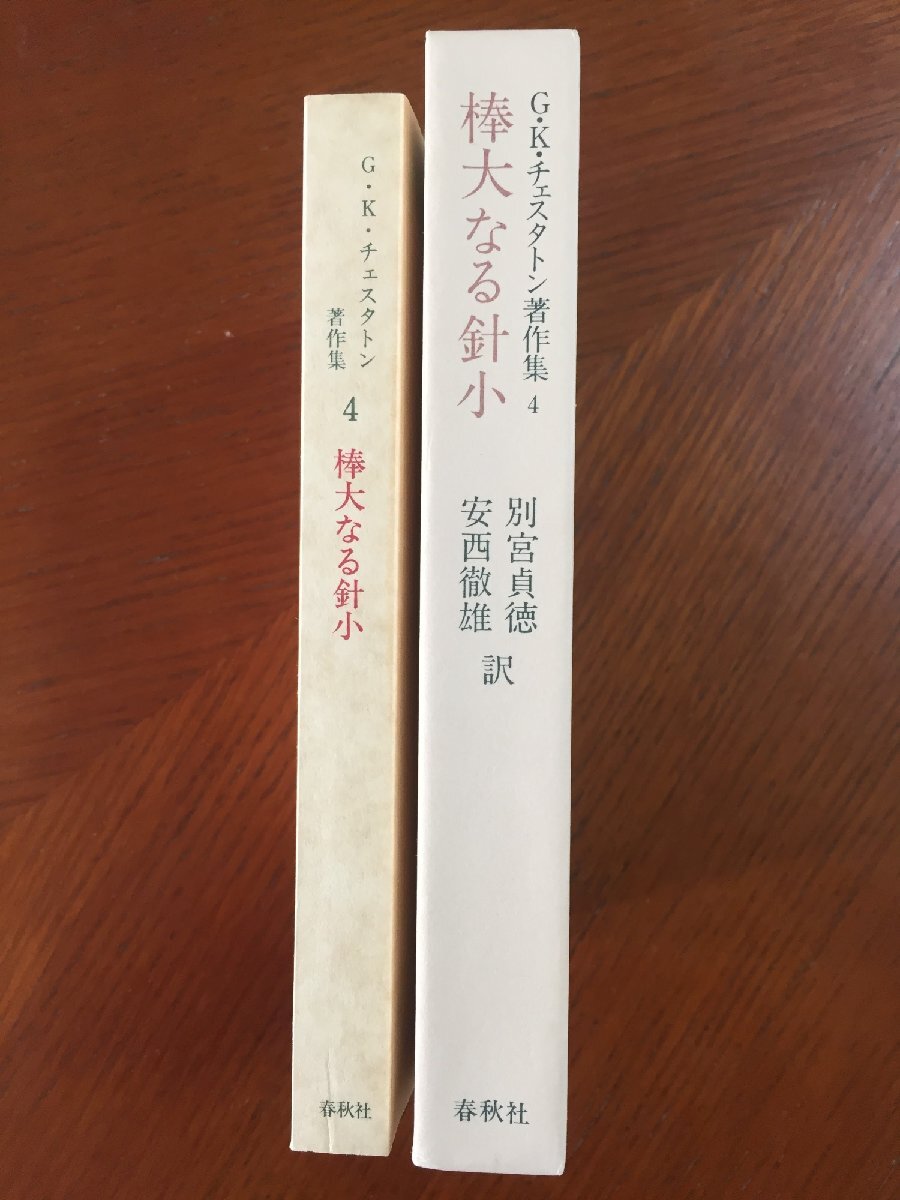 G・K・チェスタトン
著作集
4
棒大なる針小
春秋社
G・K・チェスタトン著作集 4
棒大なる針小
別宮貞徳
安西徹雄
訳
春秋社